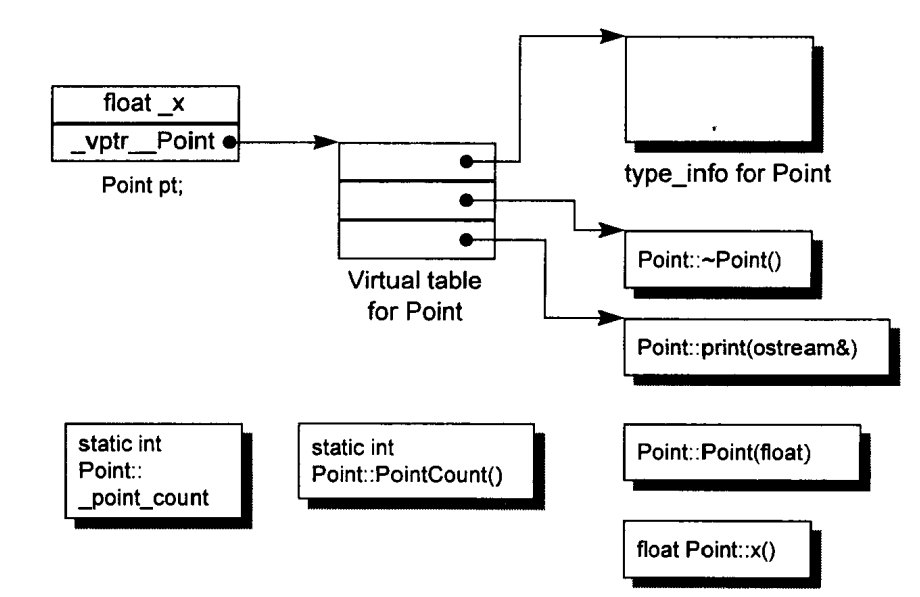 float _x
_vptr__Point
Point pt;
Virtual table
for Point
type_info for Point
Point::~Point()
Point::print(ostream&)
static int
Point::
_point_count
static int
Point::PointCount()
Point::Point(float)
float Point::x()